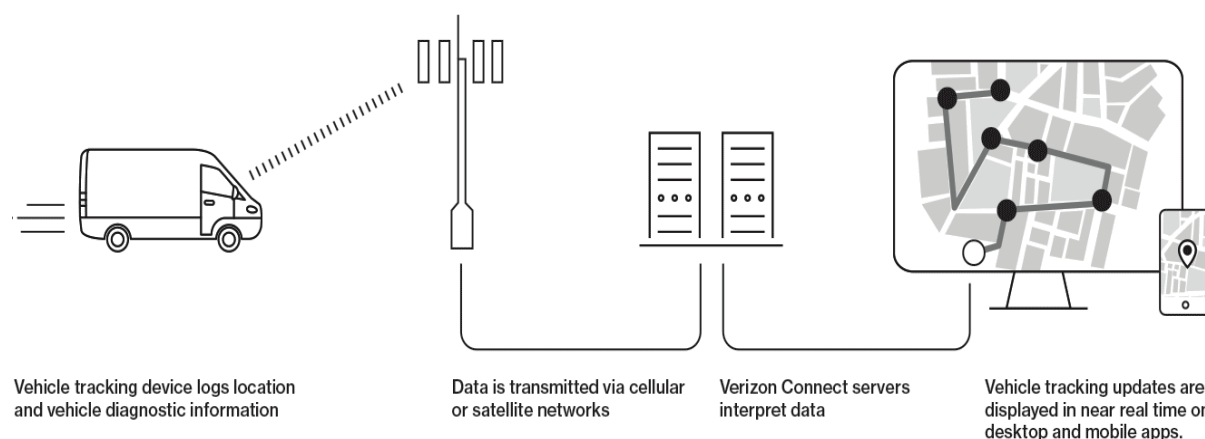 Vehicle tracking device logs location
and vehicle diagnostic information
Data is transmitted via cellular
or satellite networks
Verizon Connect servers
interpret data
Vehicle tracking updates are
displayed in near real time on
desktop and mobile apps.